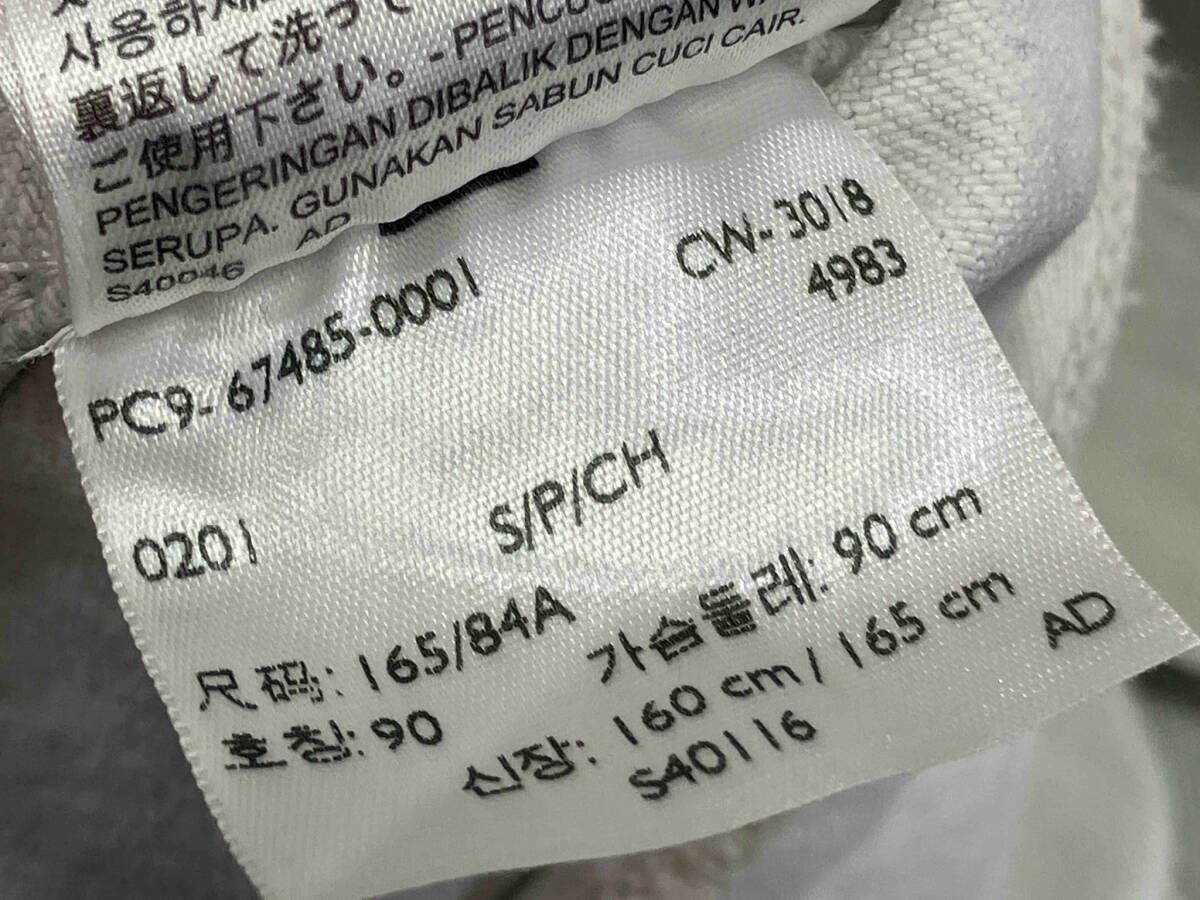 사용하세
裏返して洗って
ご使用下さい。-PENCUC
PENGERINGAN DIBALIK DENGAN
SERUPA. GUNAKAN SABUN CUCI CAIR.
AD
S40046
CW-3018
4983
PC9-67485-0001
0201
S/P/CH
尺码: 165/84A
가슴둘레: 90 cm
호칭: 90
신장: 160 cm / 165 cm
AD
S40116